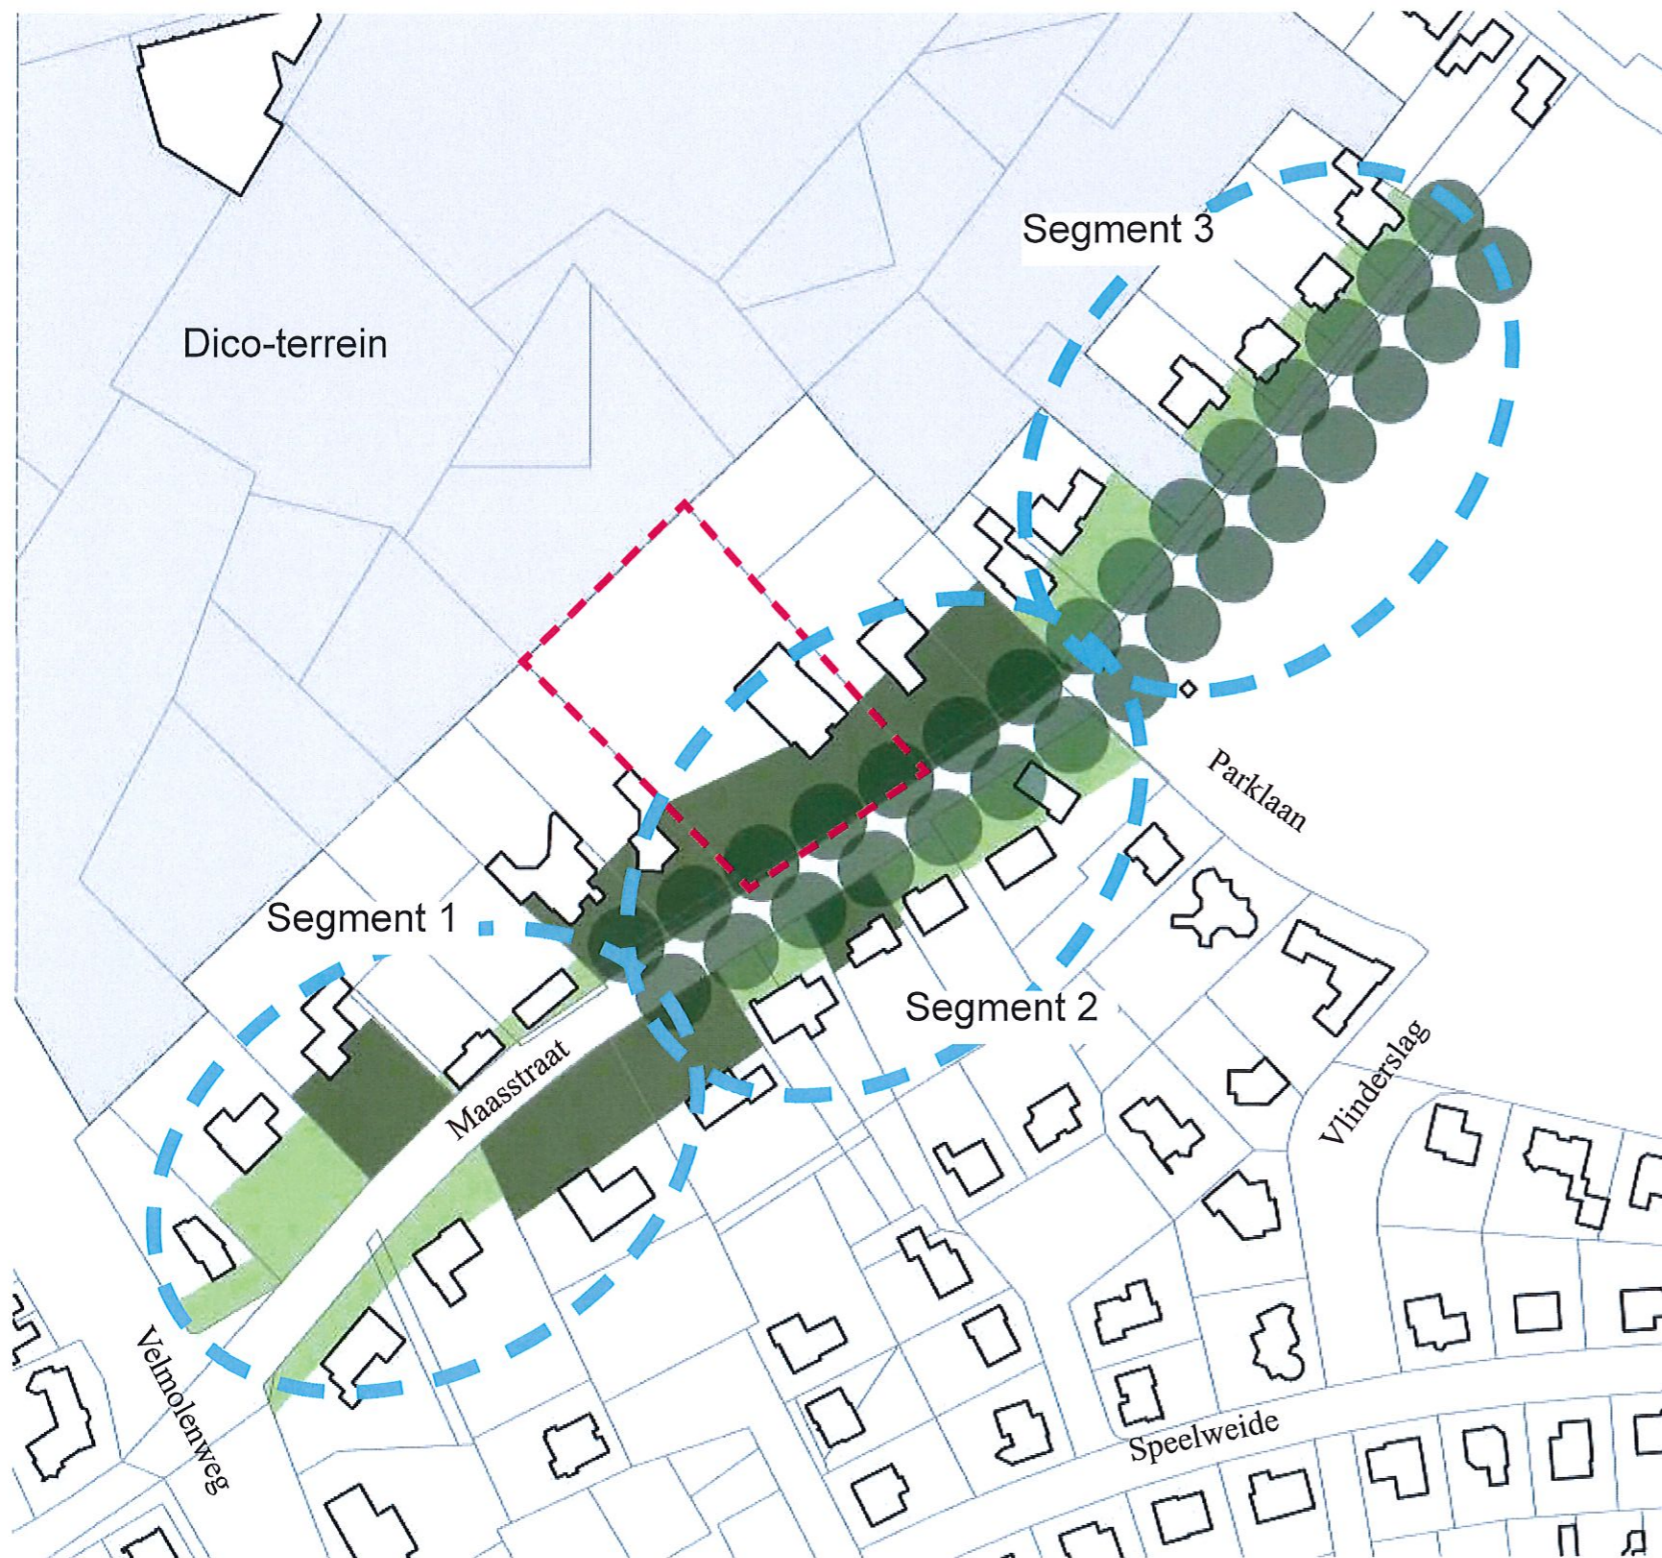 Segment 3
Dico-terrein
Parklaan
Segment 1
Segment 2
Maasstraat
Vlinderslag
Velmolenweg
Speelweide